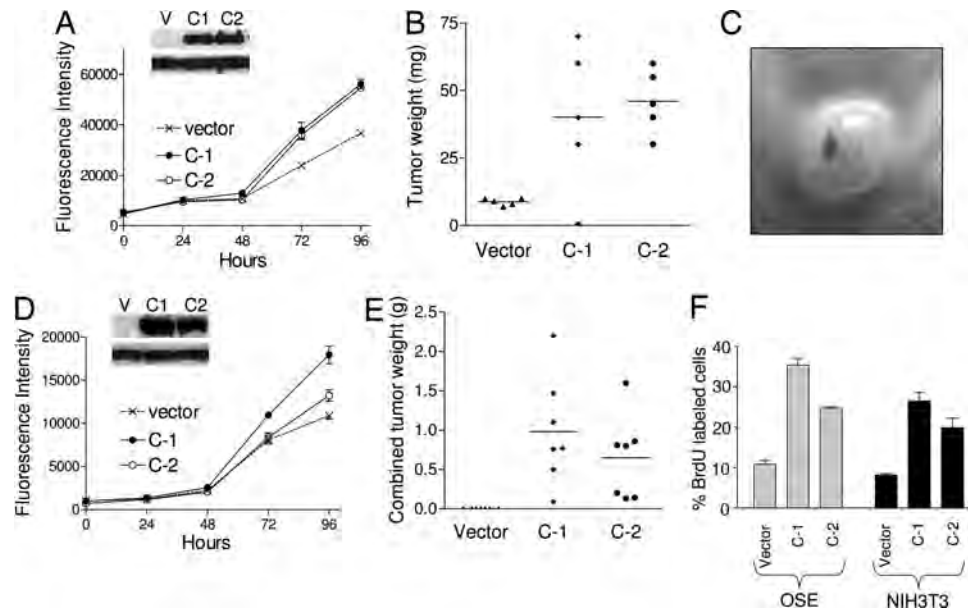 A
V C1 C2
Fluorescence Intensity
60000
40000
20000
0
vector
C-1
C-2
0 24 48 72 96
Hours
B
Tumor weight (mg)
75
50
25
0
Vector C-1 C-2
C
D
V C1 C2
Fluorescence Intensity
20000
15000
10000
5000
0
vector
C-1
C-2
0 24 48 72 96
Hours
E
Combined tumor weight (g)
2.5
2.0
1.5
1.0
0.5
0.0
Vector C-1 C-2
F
% BrdU labeled cells
40
30
20
10
0
Vector C-1 C-2 Vector C-1 C-2
OSE NIH3T3